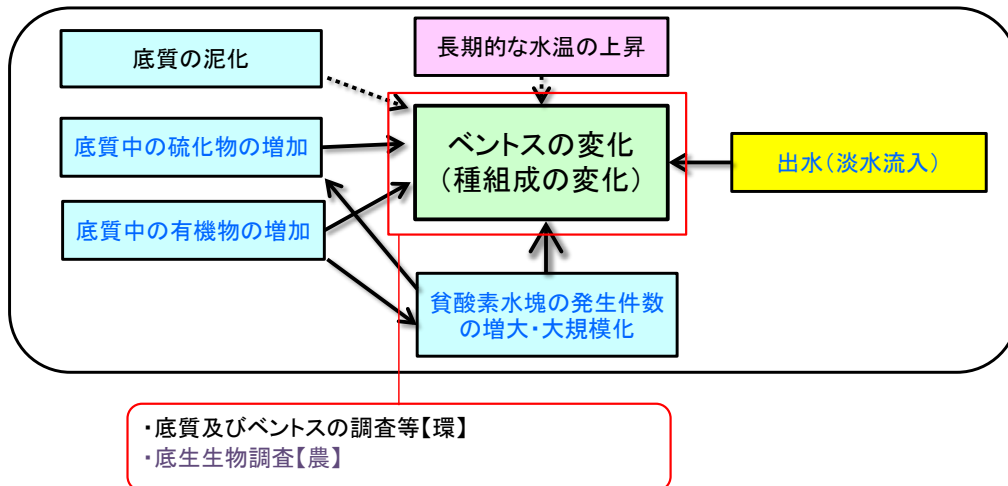 底質の泥化
長期的な水温の上昇
底質中の硫化物の増加
ベントスの変化
（種組成の変化）
出水（淡水流入）
底質中の有機物の増加
貧酸素水塊の発生件数
の増大・大規模化
・底質及びベントスの調査等【環】
・底生生物調査【農】